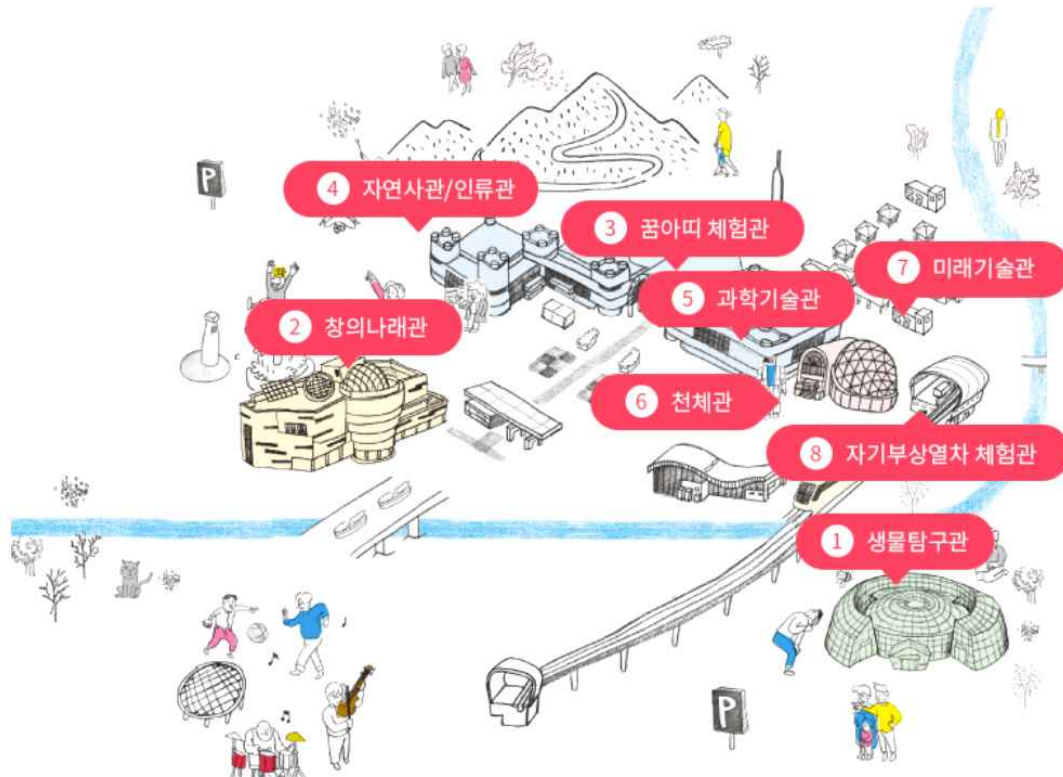 P
4 자연사관/인류관
3 꿈아띠 체험관
7 미래기술관
5 과학기술관
2 창의나래관
6 천체관
8 자기부상열차 체험관
1 생물탐구관
P